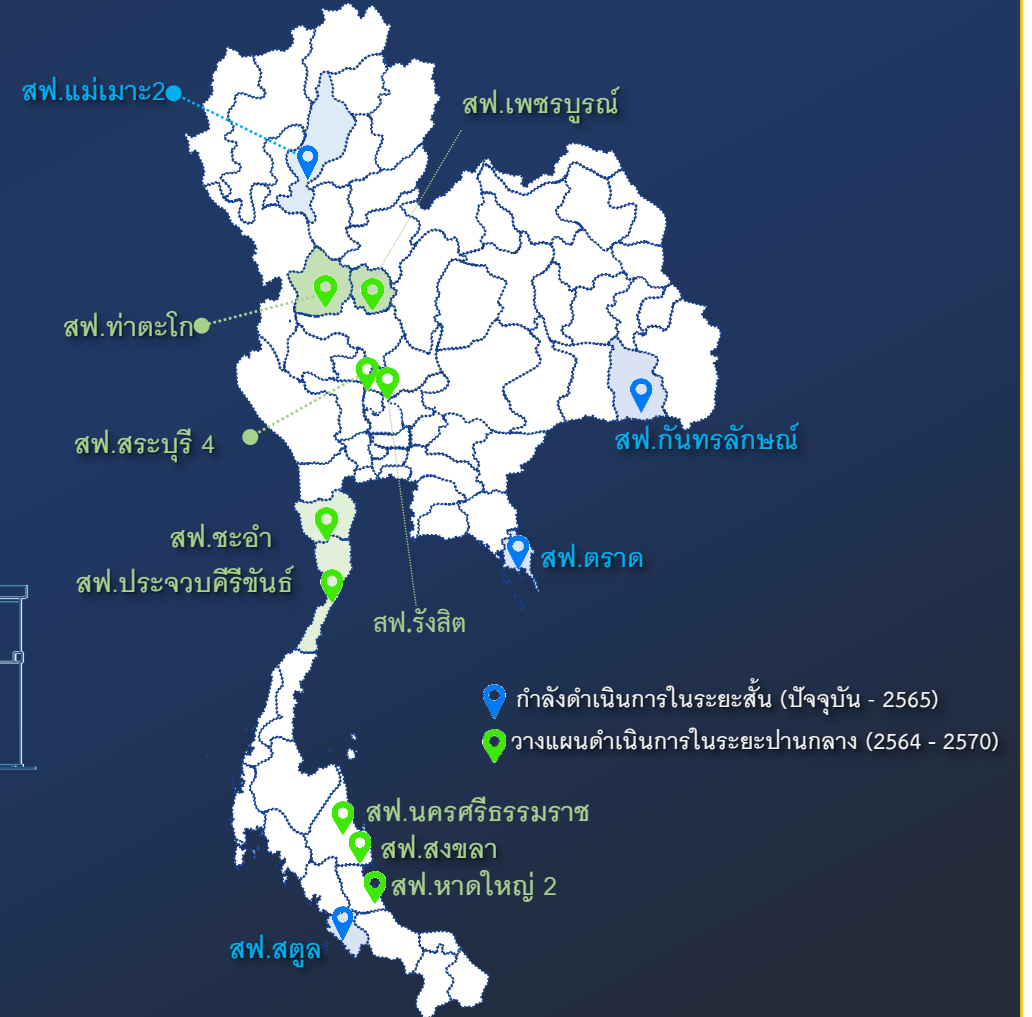 สฟ.แม่เมาะ2
สฟ.เพชรบูรณ์
สฟ.ท่าตะโก
สฟ.สระบุรี 4
สฟ.กันทรลักษณ์
สฟ.ชะอำ
สฟ.ตราด
สฟ.ประจวบคีรีขันธ์
สฟ.รังสิต
กำลังดำเนินการในระยะสั้น (ปัจจุบัน - 2565)
วางแผนดำเนินการในระยะปานกลาง (2564 - 2570)
สฟ.นครศรีธรรมราช
สฟ.สงขลา
สฟ.หาดใหญ่ 2
สฟ.สตูล